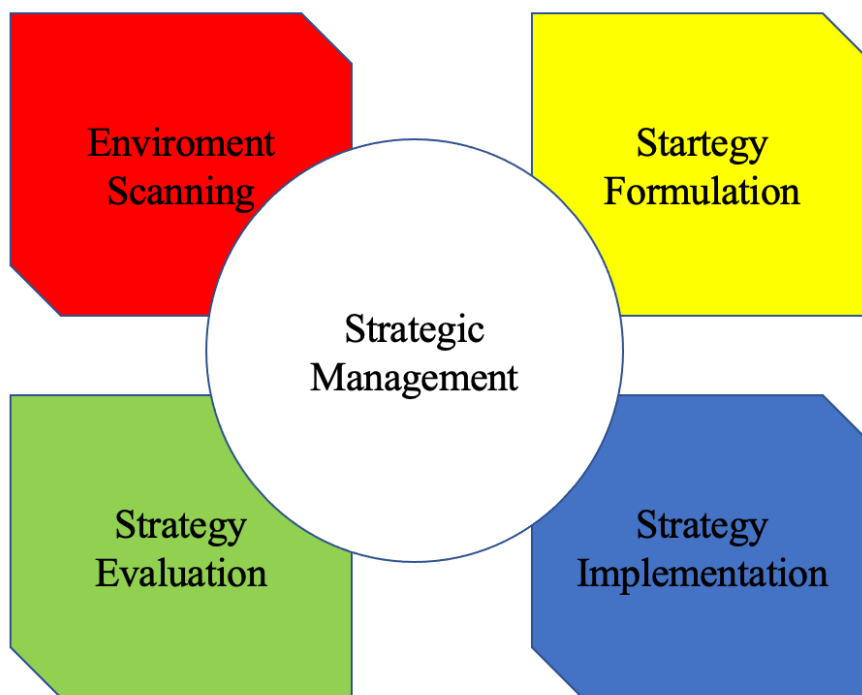 Enviroment
Scanning
Startegy
Formulation
Strategic
Management
Strategy
Evaluation
Strategy
Implementation